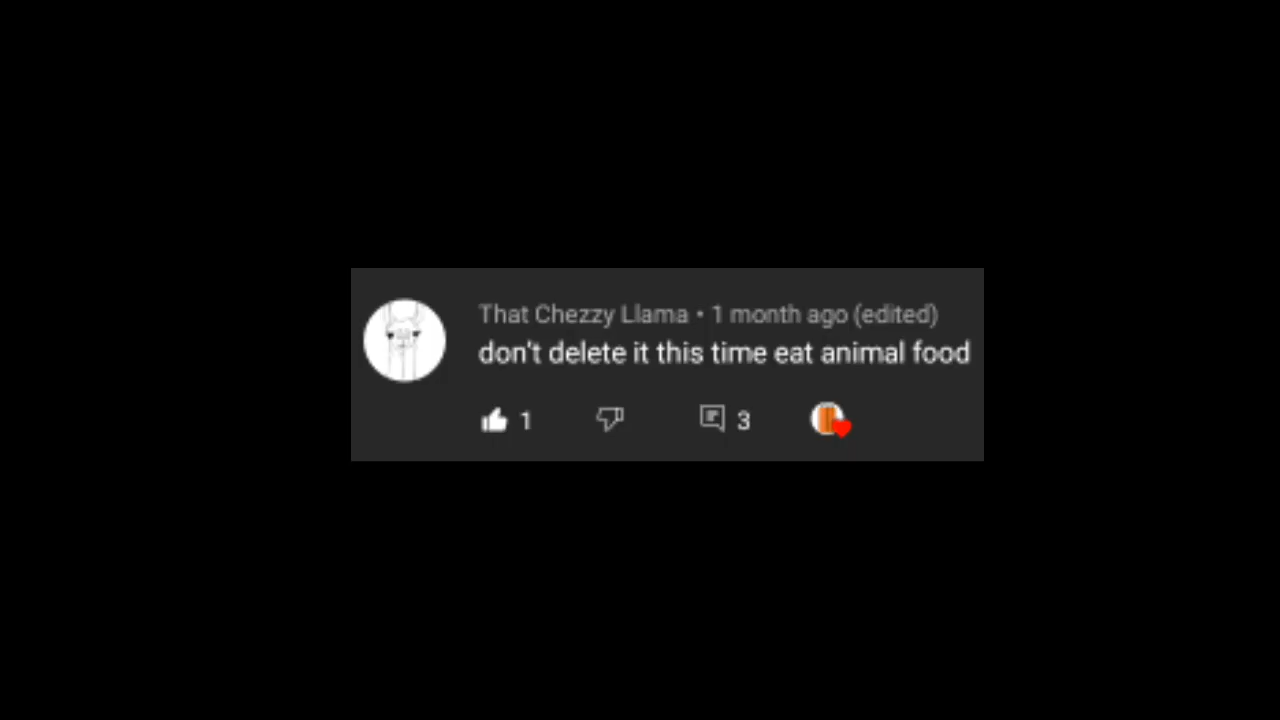 That Chezzy Llama • 1 month ago (edited)
don't delete it this time eat animal food
1 3